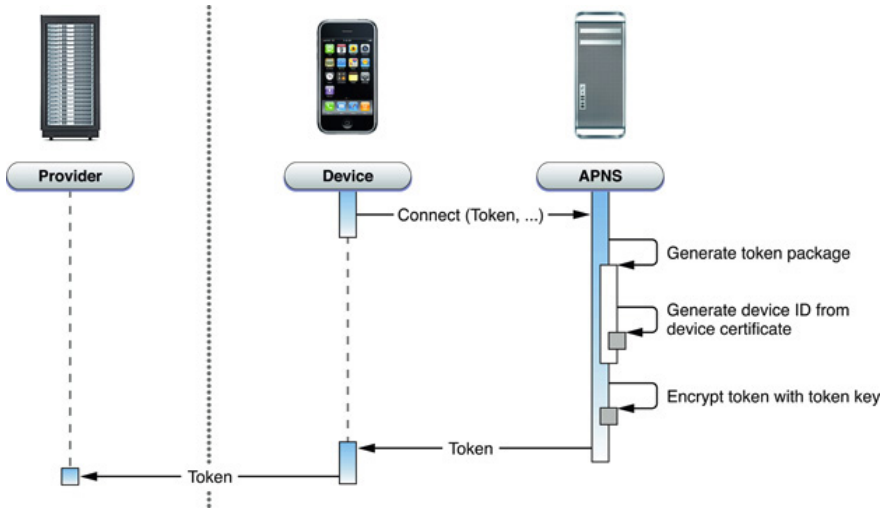 Provider
Device
APNS
Connect (Token, ...)
Generate token package
Generate device ID from
device certificate
Encrypt token with token key
Token
Token